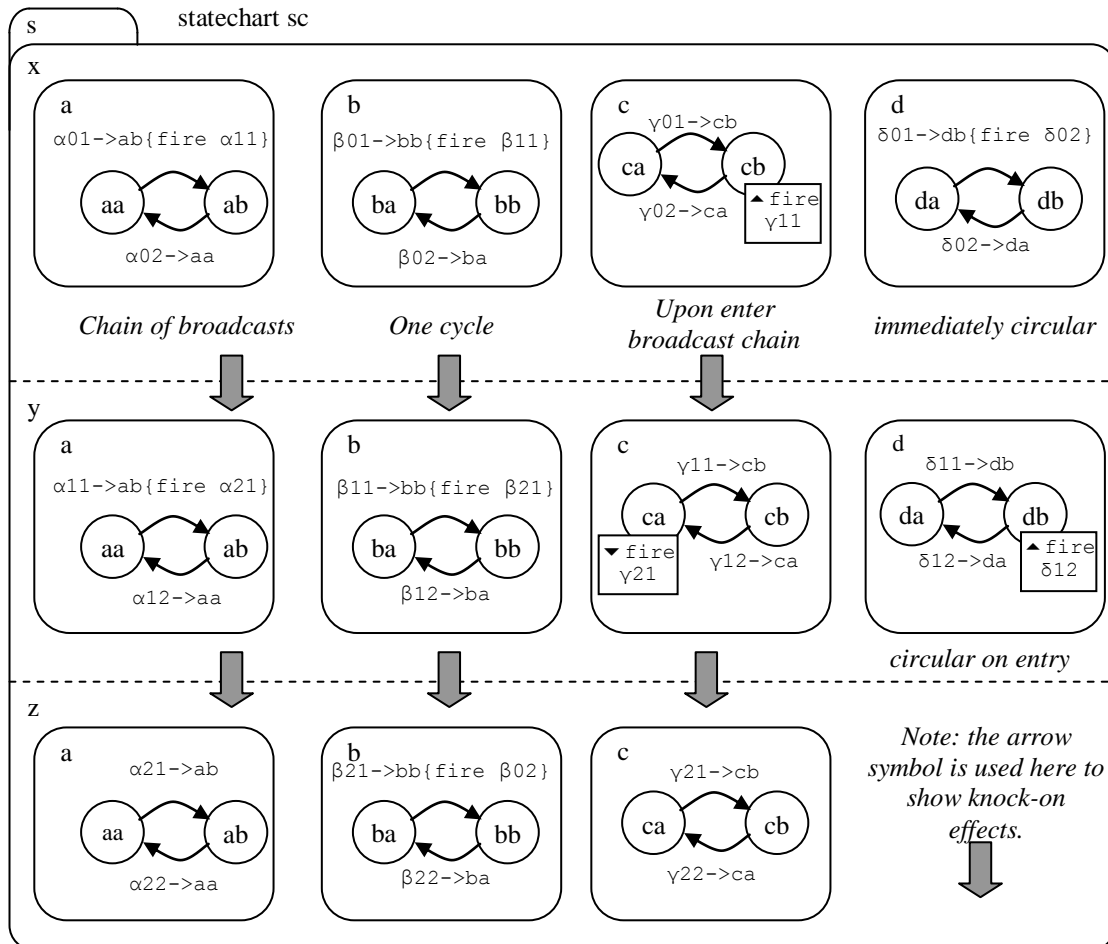 s
statechart sc
x
a
α01->ab{fire α11}
aa
ab
α02->aa
b
β01->bb{fire β11}
ba
bb
β02->ba
c
γ01->cb
ca
cb
▲ fire
γ11
γ02->ca
d
δ01->db{fire δ02}
da
db
δ02->da
Chain of broadcasts
One cycle
Upon enter
broadcast chain
immediately circular
y
a
α11->ab{fire α21}
aa
ab
α12->aa
b
β11->bb{fire β21}
ba
bb
β12->ba
c
γ11->cb
ca
cb
▼ fire
γ21
γ12->ca
d
δ11->db
da
db
▲ fire
δ12
δ12->da
circular on entry
z
a
α21->ab
aa
ab
α22->aa
b
β21->bb{fire β02}
ba
bb
β22->ba
c
γ21->cb
ca
cb
γ22->ca
Note: the arrow
symbol is used here to
show knock-on
effects.